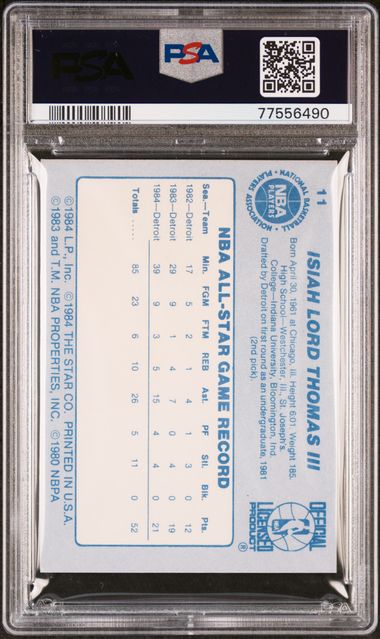 PSA
PSA
77556490
NATIONAL BASKETBALL
PLAYERS ASSOCIATION
NBA
PLAYERS
11
ISIAH LORD THOMAS III
Born April 30, 1961 at Chicago, Ill. Height 6.01. Weight 185.
High School—Westchester, Ill., St. Joseph's.
College—Indiana University, Bloomington, Ind.
Drafted by Detroit on first round as an undergraduate, 1981
(2nd pick).
OFFICIAL
LICENSED
PRODUCT
®
NBA ALL-STAR GAME RECORD
Sea.—Team Min. FGM FTM REB Ast. PF Stl. Blk. Pts.
1982—Detroit 17 5 2 1 4 1 3 0 12
1983—Detroit 29 9 1 4 7 0 4 0 19
1984—Detroit 39 9 3 5 15 4 4 0 21
Totals .... 85 23 6 10 26 5 11 0 52
©1984 L.P., Inc. ©1984 THE STAR CO. PRINTED IN U.S.A.
©1983 and T.M. NBA PROPERTIES, INC. ©1980 NBPA